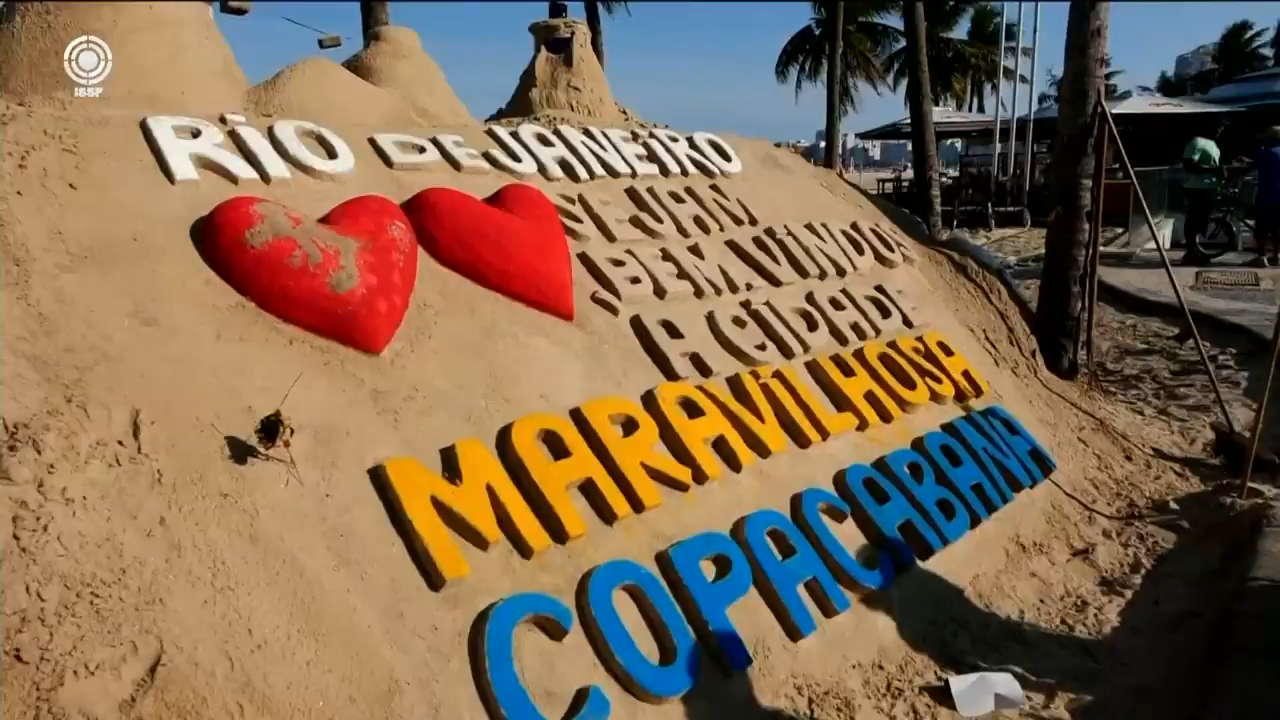 ISSF
RIO DE JANEIRO
SEJAM
BEM VINDOS
A CIDADE
MARAVILHOSA
COPACABANA